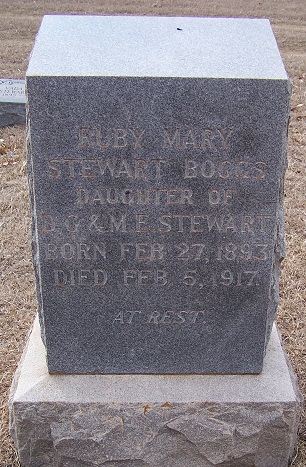 RUBY MARY
STEWART BOGGS
DAUGHTER OF
D.G & M.E. STEWART
BORN FEB. 27, 1893
DIED FEB. 5, 1917.
AT REST.